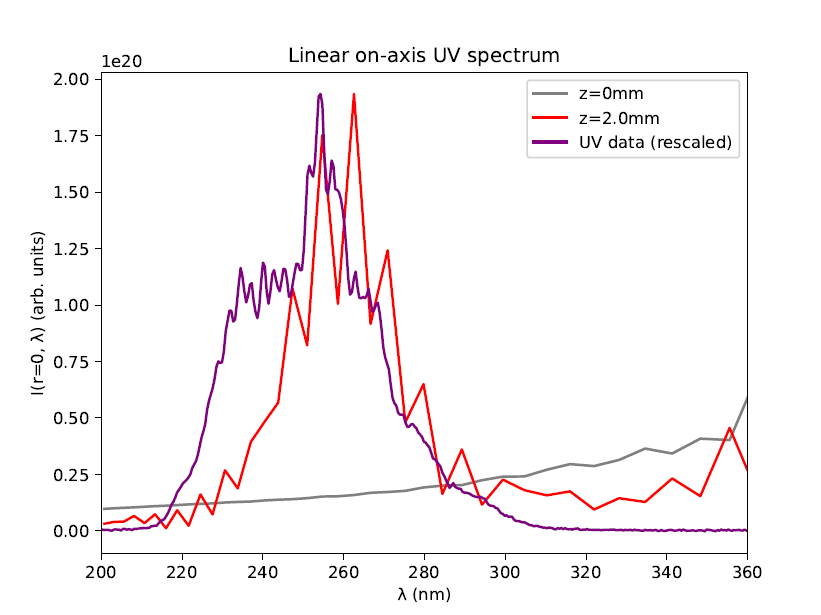 Linear on-axis UV spectrum
1e20
2.00
1.75
1.50
1.25
1.00
0.75
0.50
0.25
0.00
I(r=0, λ) (arb. units)
z=0mm
z=2.0mm
UV data (rescaled)
200 220 240 260 280 300 320 340 360
λ (nm)